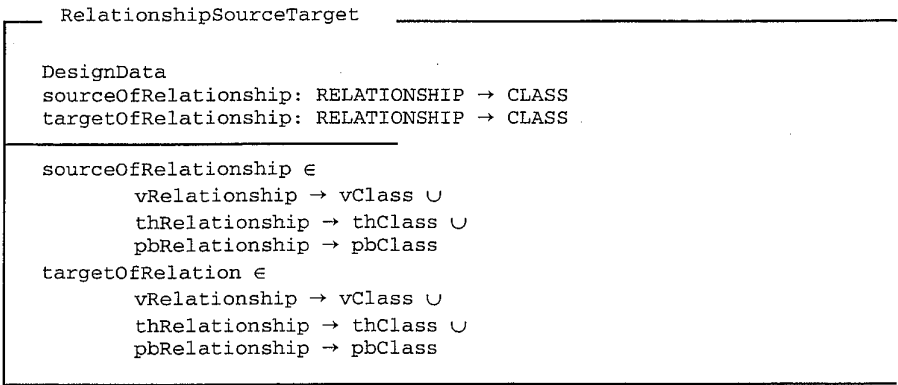 RelationshipSourceTarget
DesignData
sourceOfRelationship: RELATIONSHIP → CLASS
targetOfRelationship: RELATIONSHIP → CLASS
sourceOfRelationship ∈
vRelationship → vClass ∪
thRelationship → thClass ∪
pbRelationship → pbClass
targetOfRelation ∈
vRelationship → vClass ∪
thRelationship → thClass ∪
pbRelationship → pbClass